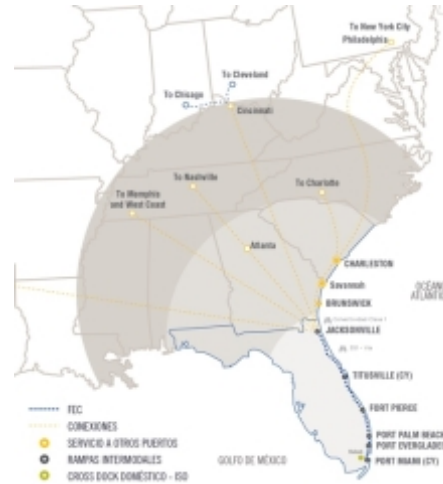 To New York City
Philadelphia
To Cleveland
To Chicago
Cincinnati
To Nashville
To Memphis
and West Coast
To Charlotte
Atlanta
CHARLESTON
Savannah
OCÉANO
ATLÁNTI
BRUNSWICK
JACKSONVILLE
TITUSVILLE (CY)
FORT PIERCE
PORT PALM BEACH
PORT EVERGLADES
PORT MIAMI (CY)
GOLFO DE MÉXICO
FEC
CONEXIONES
SERVICIO A OTROS PUERTOS
RAMPAS INTERMODALES
CROSS DOCK DOMÉSTICO - ISO